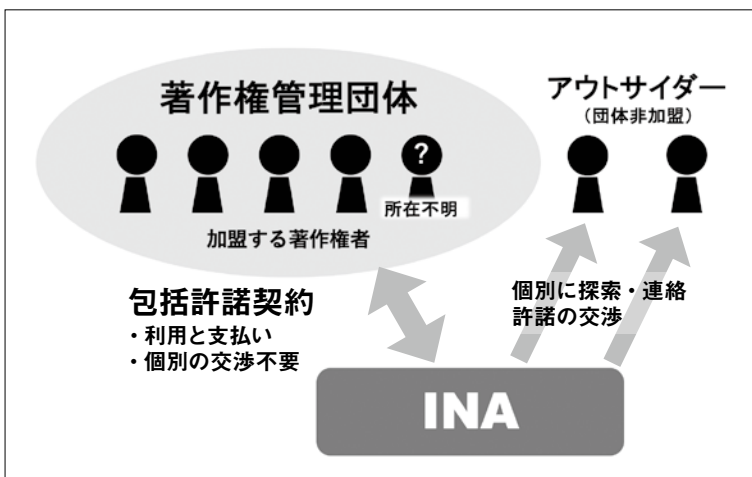 著作権管理団体
?
所在不明
加盟する著作権者
アウトサイダー
(団体非加盟)
包括許諾契約
・利用と支払い
・個別の交渉不要
個別に探索・連絡
許諾の交渉
INA